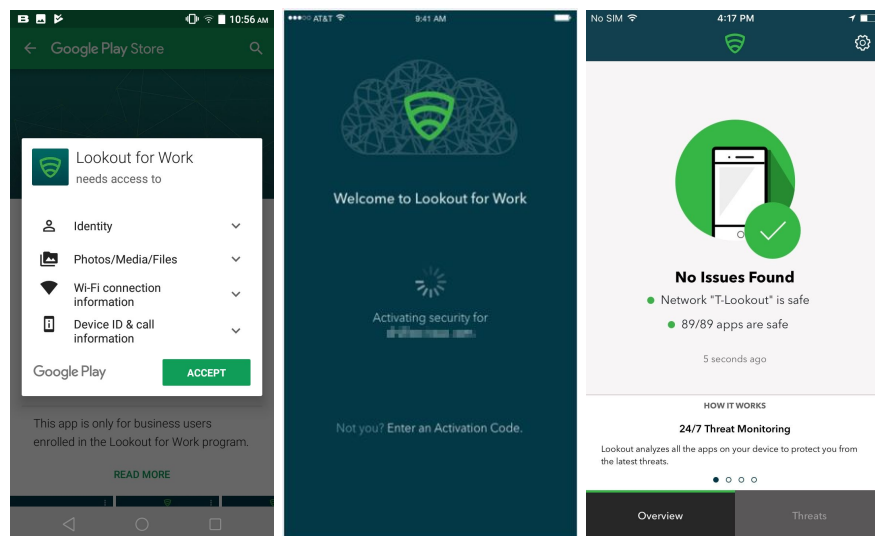 10:56 AM
Google Play Store
Lookout for Work
needs access to
Identity
Photos/Media/Files
Wi-Fi connection
information
Device ID & call
information
Google Play
ACCEPT
This app is only for business users
enrolled in the Lookout for Work program.
READ MORE
AT&T
9:41 AM
Welcome to Lookout for Work
Activating security for
Not you? Enter an Activation Code.
No SIM
4:17 PM
No Issues Found
Network "T-Lookout" is safe
89/89 apps are safe
5 seconds ago
HOW IT WORKS
24/7 Threat Monitoring
Lookout analyzes all the apps on your device to protect you from
the latest threats.
Overview
Threats